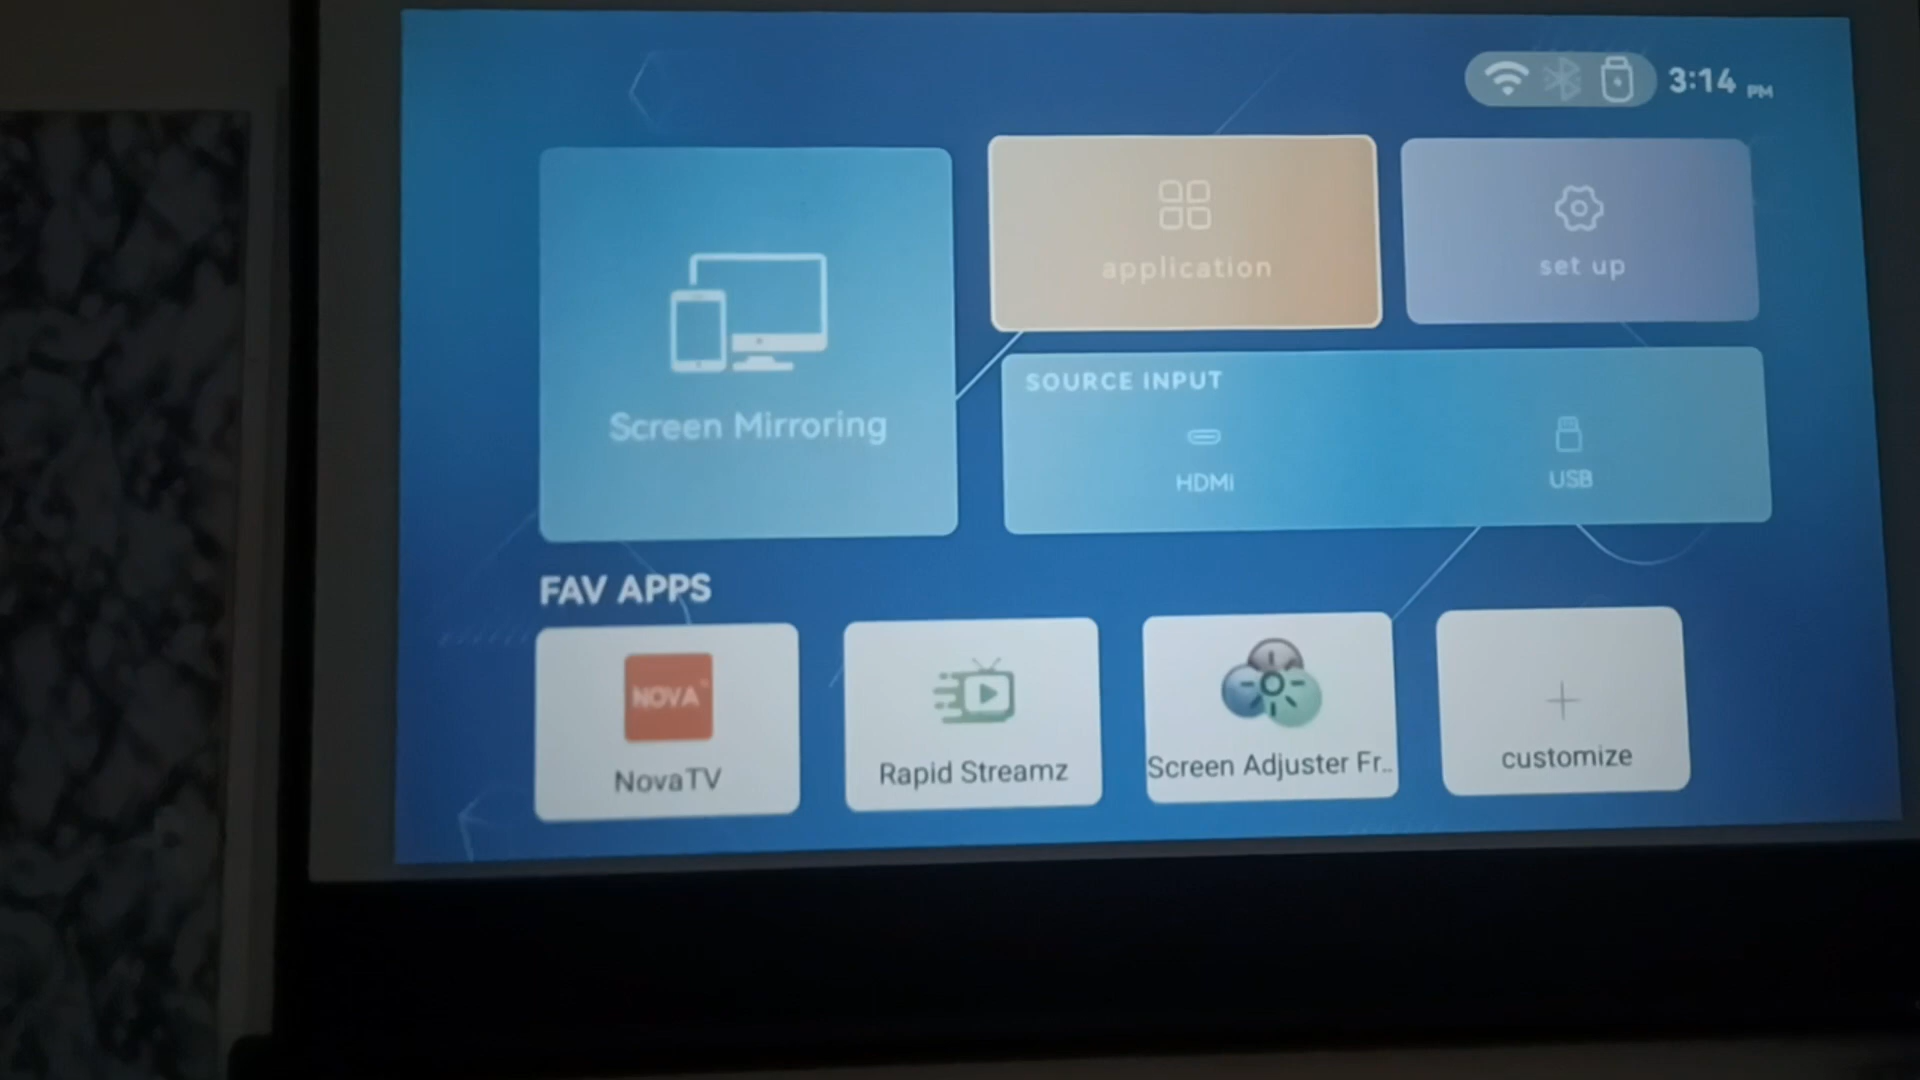 3:14 PM
application
set up
Screen Mirroring
SOURCE INPUT
HDMI
USB
FAV APPS
NOVA
NovaTV
Rapid Streamz
Screen Adjuster Fr..
customize